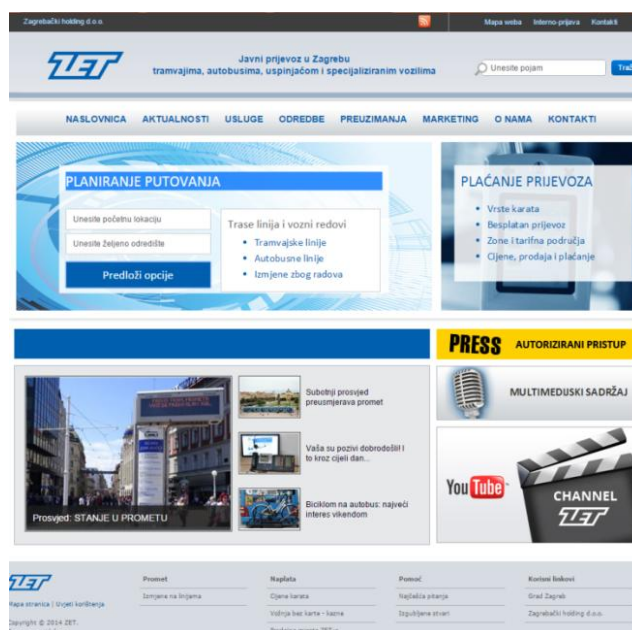 Zagrebački holding d.o.o.
Mapa weba Interno-prijava Kontakti
ZET
Javni prijevoz u Zagrebu
tramvajima, autobusima, uspinjačom i specijaliziranim vozilima
Unesite pojam
Traž
NASLOVNICA AKTUALNOSTI USLUGE ODREDBE PREUZIMANJA MARKETING O NAMA KONTAKTI
PLANIRANJE PUTOVANJA
Unesite početnu lokaciju
Unesite željeno odredište
Predloži opcije
Trase linija i vozni redovi
Tramvajske linije
Autobusne linije
Izmjene zbog radova
PLAĆANJE PRIJEVOZA
Vrste karata
Besplatan prijevoz
Zone i tarifna područja
Cijene, prodaja i plaćanje
PRESS AUTORIZIRANI PRISTUP
Prosvjed: STANJE U PROMETU
Subotnji prosvjed
preusmjerava promet
Vaša su pozivi dobrodošli! I
to kroz cijeli dan...
Biciklom na autobus: najveći
interes vikendom
MULTIMEDIJSKI SADRŽAJ
YouTube
CHANNEL
ZET
ZET
Mapa stranica | Uvjeti korištenja
Copyright © 2014 ZET.
Promet
Izmjene na linijama
Naplata
Cijene karata
Vožnja bez karte - kazne
Pomoć
Najčešća pitanja
Izgubljene stvari
Korisni linkovi
Grad Zagreb
Zagrebački holding d.o.o.